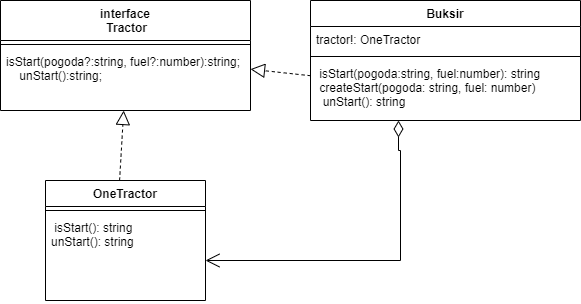 interface
Tractor
isStart(pogoda?:string, fuel?:number):string;
unStart():string;
Buksir
tractor!: OneTractor
isStart(pogoda:string, fuel:number): string
createStart(pogoda: string, fuel: number)
unStart(): string
OneTractor
isStart(): string
unStart(): string